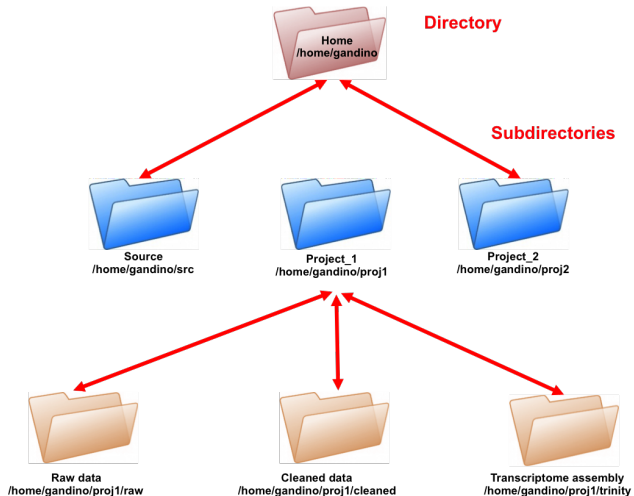 Directory
Home
/home/gandino
Subdirectories
Source
/home/gandino/src
Project_1
/home/gandino/proj1
Project_2
/home/gandino/proj2
Raw data
/home/gandino/proj1/raw
Cleaned data
/home/gandino/proj1/cleaned
Transcriptome assembly
/home/gandino/proj1/trinity